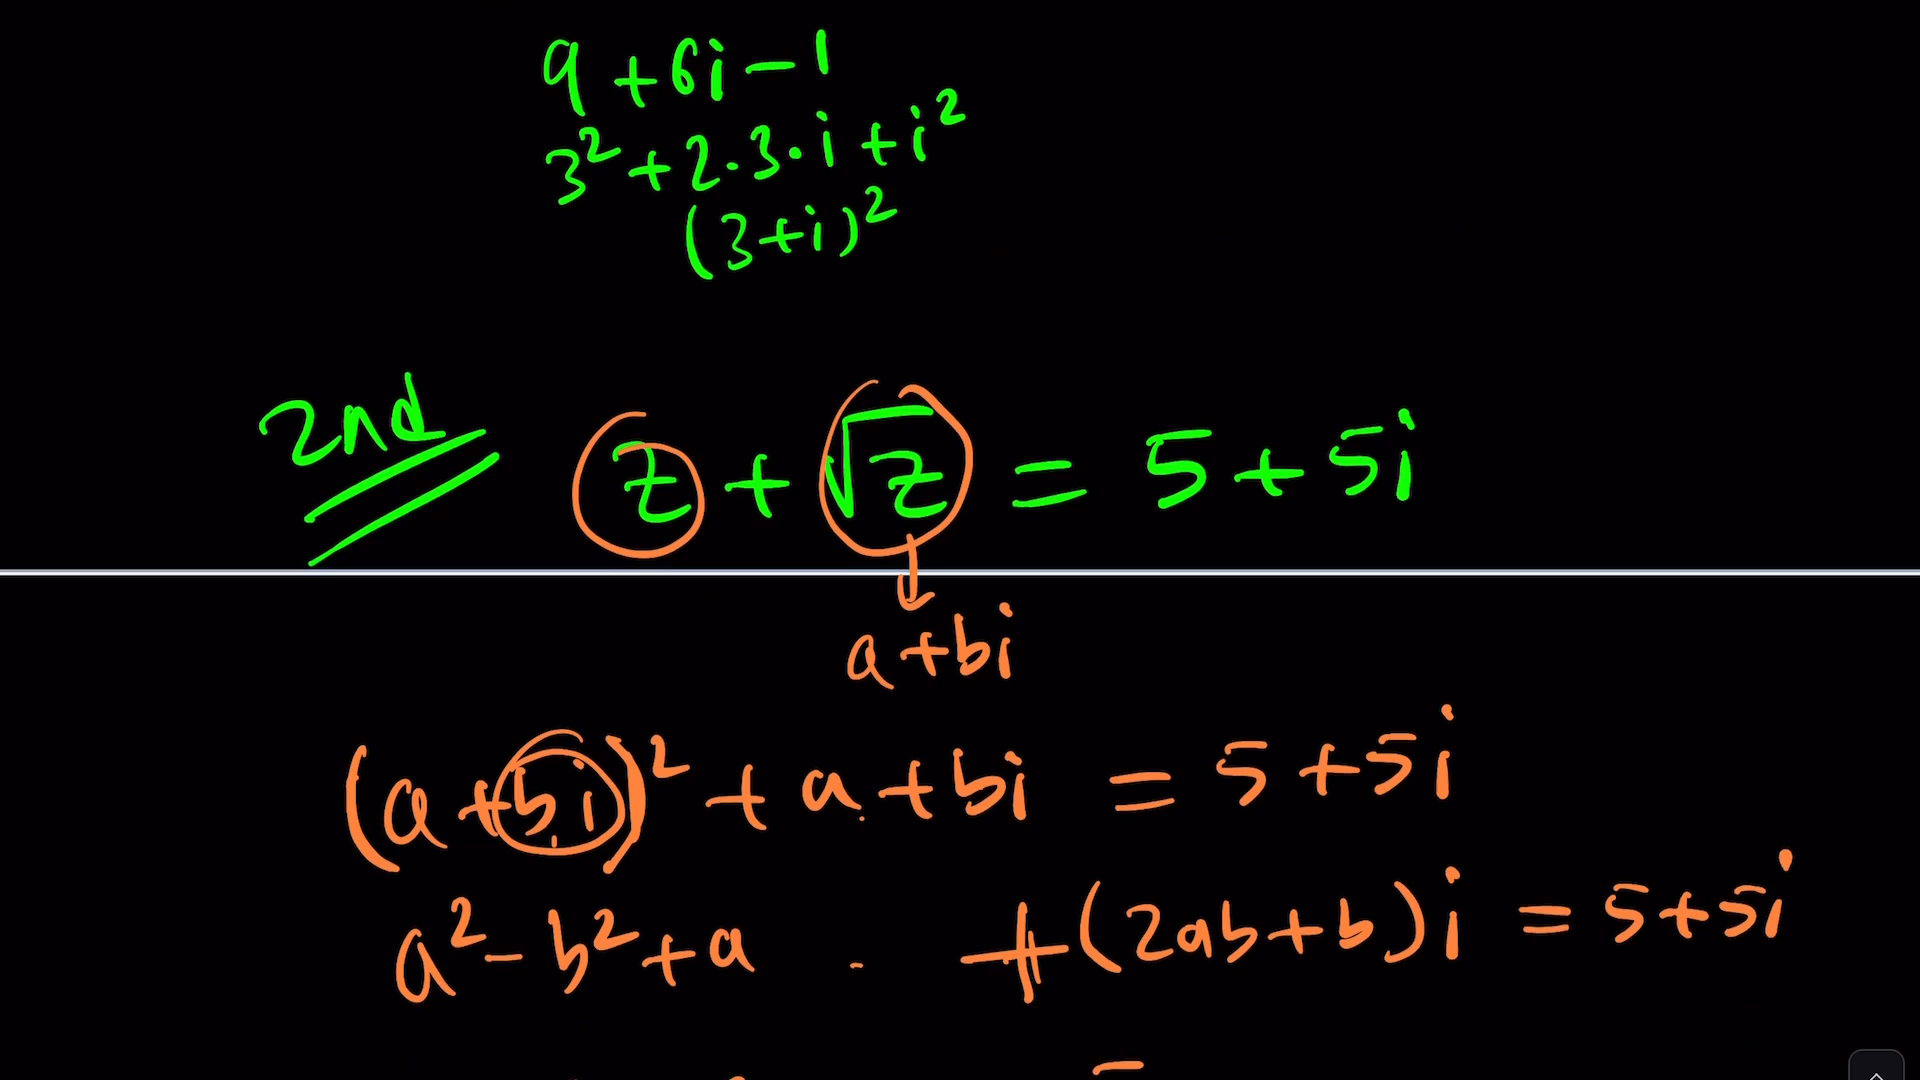 9 + 6i - 1
3² + 2·3·i + i²
(3+i)²
2nd z + √z = 5 + 5i
a + bi
(a + bi)² + a + bi = 5 + 5i
a² - b² + a + (2ab + b)i = 5 + 5i